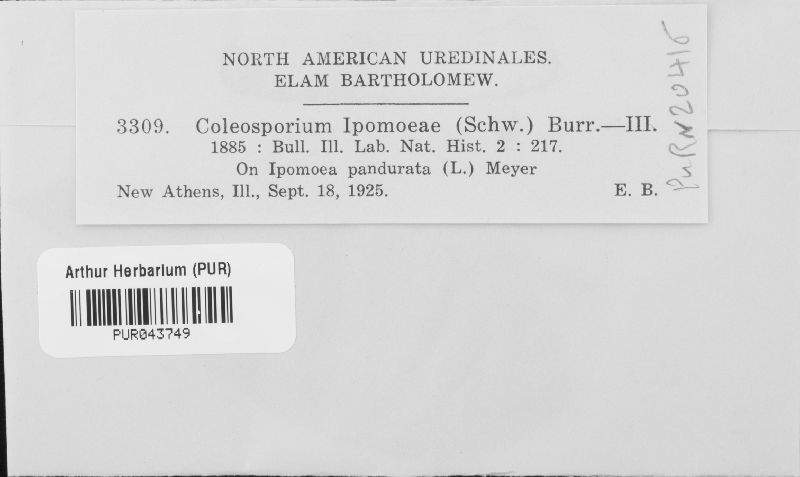 NORTH AMERICAN UREDINALES.
ELAM BARTHOLOMEW.
3309. Coleosporium Ipomoeae (Schw.) Burr.—III.
1885 : Bull. Ill. Lab. Nat. Hist. 2 : 217.
On Ipomoea pandurata (L.) Meyer
New Athens, Ill., Sept. 18, 1925. E. B.
PURN20416
Arthur Herbarium (PUR)
PUR043749